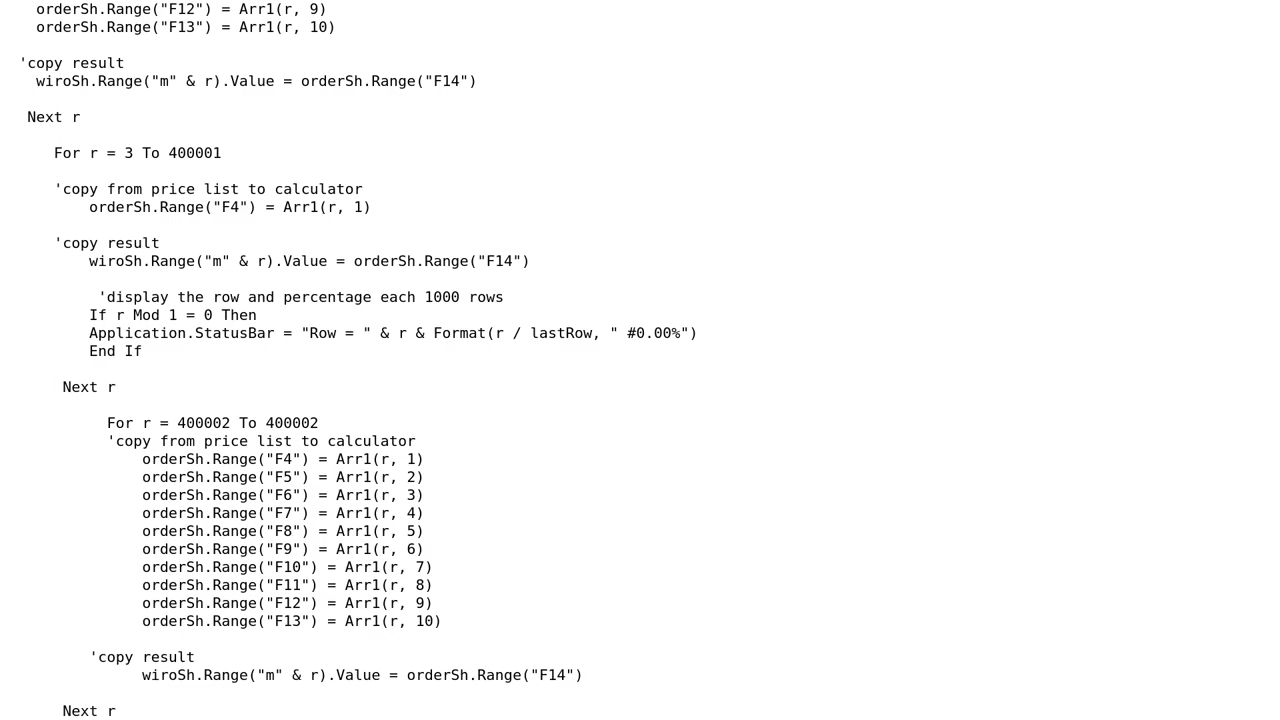 orderSh.Range("F12") = Arr1(r, 9)
orderSh.Range("F13") = Arr1(r, 10)
'copy result
wiroSh.Range("m" & r).Value = orderSh.Range("F14")
Next r
For r = 3 To 400001
'copy from price list to calculator
orderSh.Range("F4") = Arr1(r, 1)
'copy result
wiroSh.Range("m" & r).Value = orderSh.Range("F14")
'display the row and percentage each 1000 rows
If r Mod 1 = 0 Then
Application.StatusBar = "Row = " & r & Format(r / lastRow, " #0.00%")
End If
Next r
For r = 400002 To 400002
'copy from price list to calculator
orderSh.Range("F4") = Arr1(r, 1)
orderSh.Range("F5") = Arr1(r, 2)
orderSh.Range("F6") = Arr1(r, 3)
orderSh.Range("F7") = Arr1(r, 4)
orderSh.Range("F8") = Arr1(r, 5)
orderSh.Range("F9") = Arr1(r, 6)
orderSh.Range("F10") = Arr1(r, 7)
orderSh.Range("F11") = Arr1(r, 8)
orderSh.Range("F12") = Arr1(r, 9)
orderSh.Range("F13") = Arr1(r, 10)
'copy result
wiroSh.Range("m" & r).Value = orderSh.Range("F14")
Next r